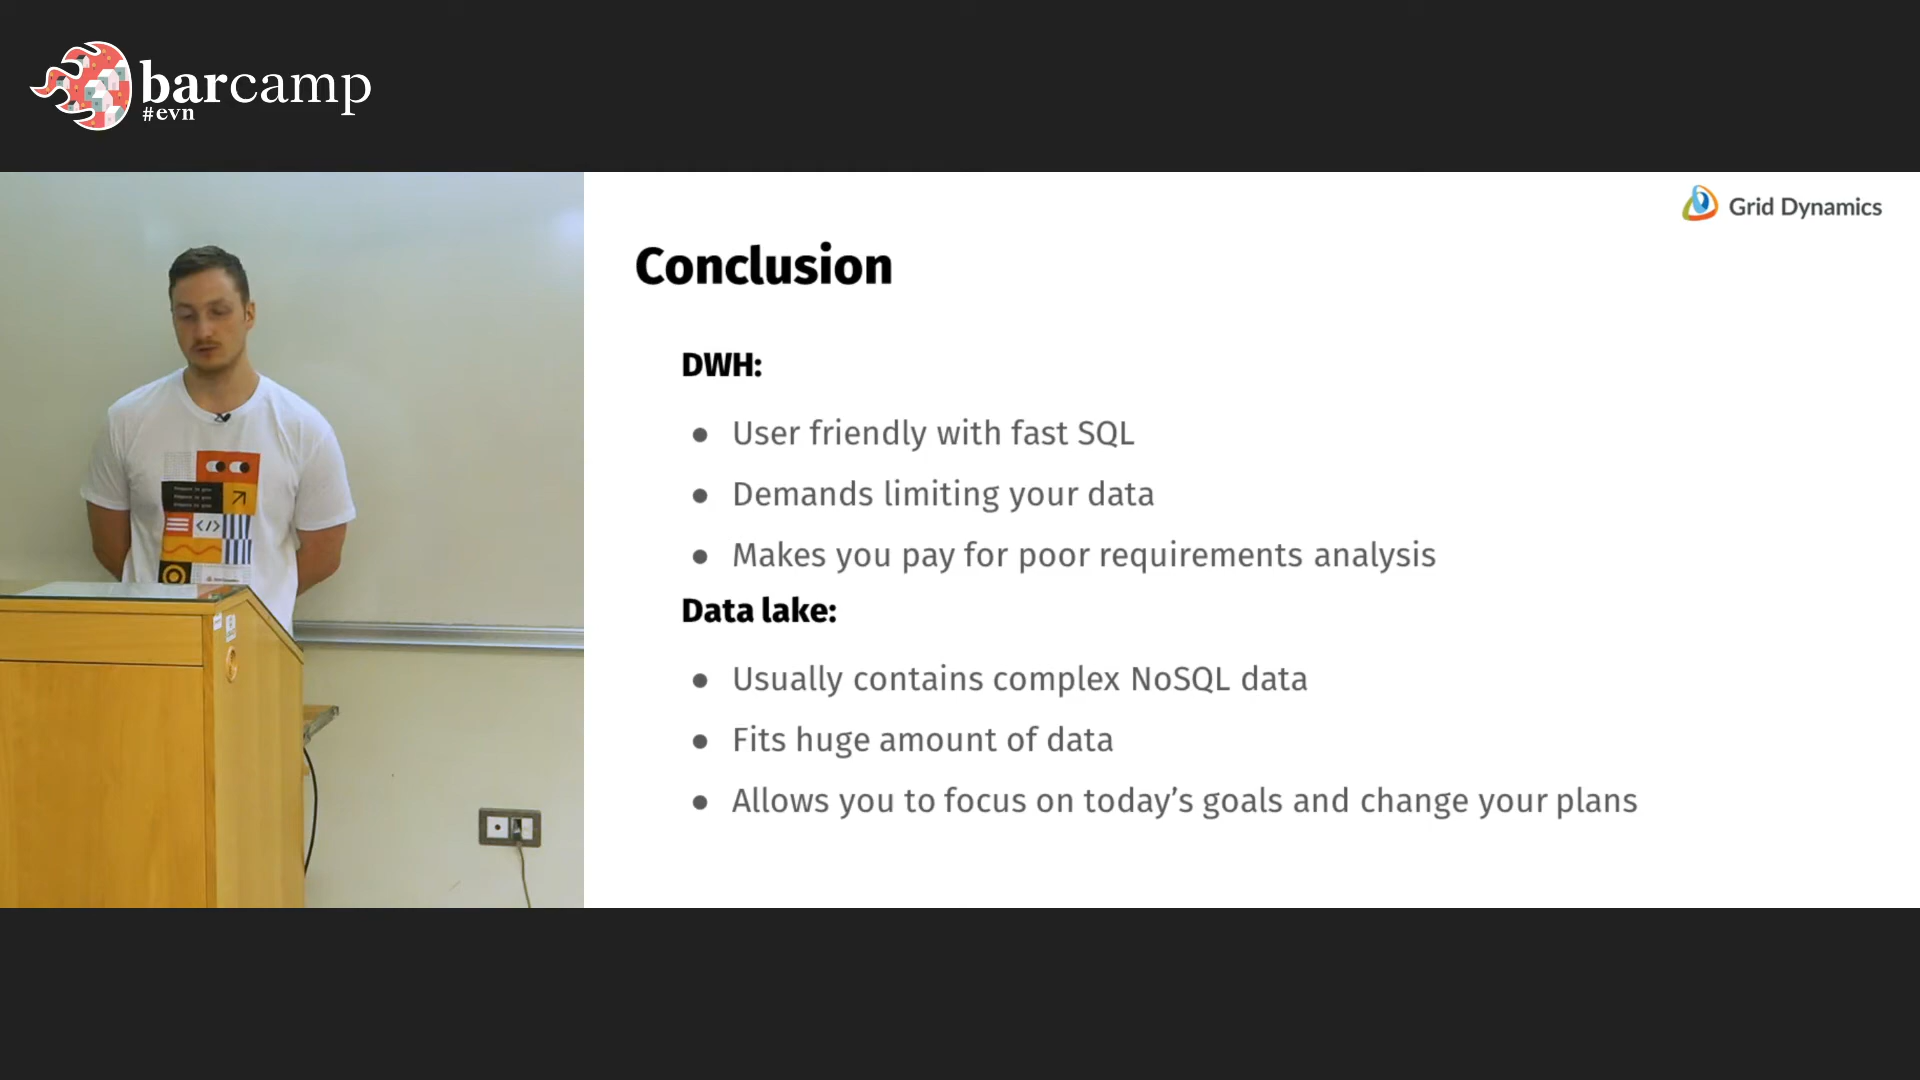 barcamp
#evn
Grid Dynamics
Conclusion
DWH:
● User friendly with fast SQL
● Demands limiting your data
● Makes you pay for poor requirements analysis
Data lake:
● Usually contains complex NoSQL data
● Fits huge amount of data
● Allows you to focus on today’s goals and change your plans